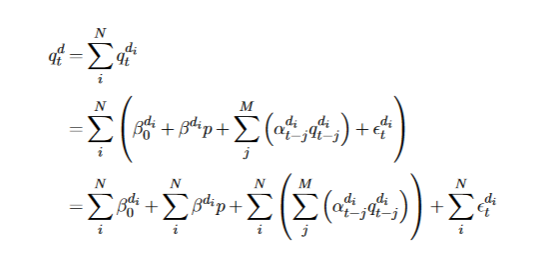 $q_t^d = \sum_i^N q_t^{d_i}$
$= \sum_i^N \left( \beta_0^{d_i} + \beta^{d_i} p + \sum_j^M \left( \alpha_{t-j}^{d_i} q_{t-j}^{d_i} \right) + \epsilon_t^{d_i} \right)$
$= \sum_i^N \beta_0^{d_i} + \sum_i^N \beta^{d_i} p + \sum_i^N \left( \sum_j^M \left( \alpha_{t-j}^{d_i} q_{t-j}^{d_i} \right) \right) + \sum_i^N \epsilon_t^{d_i}$